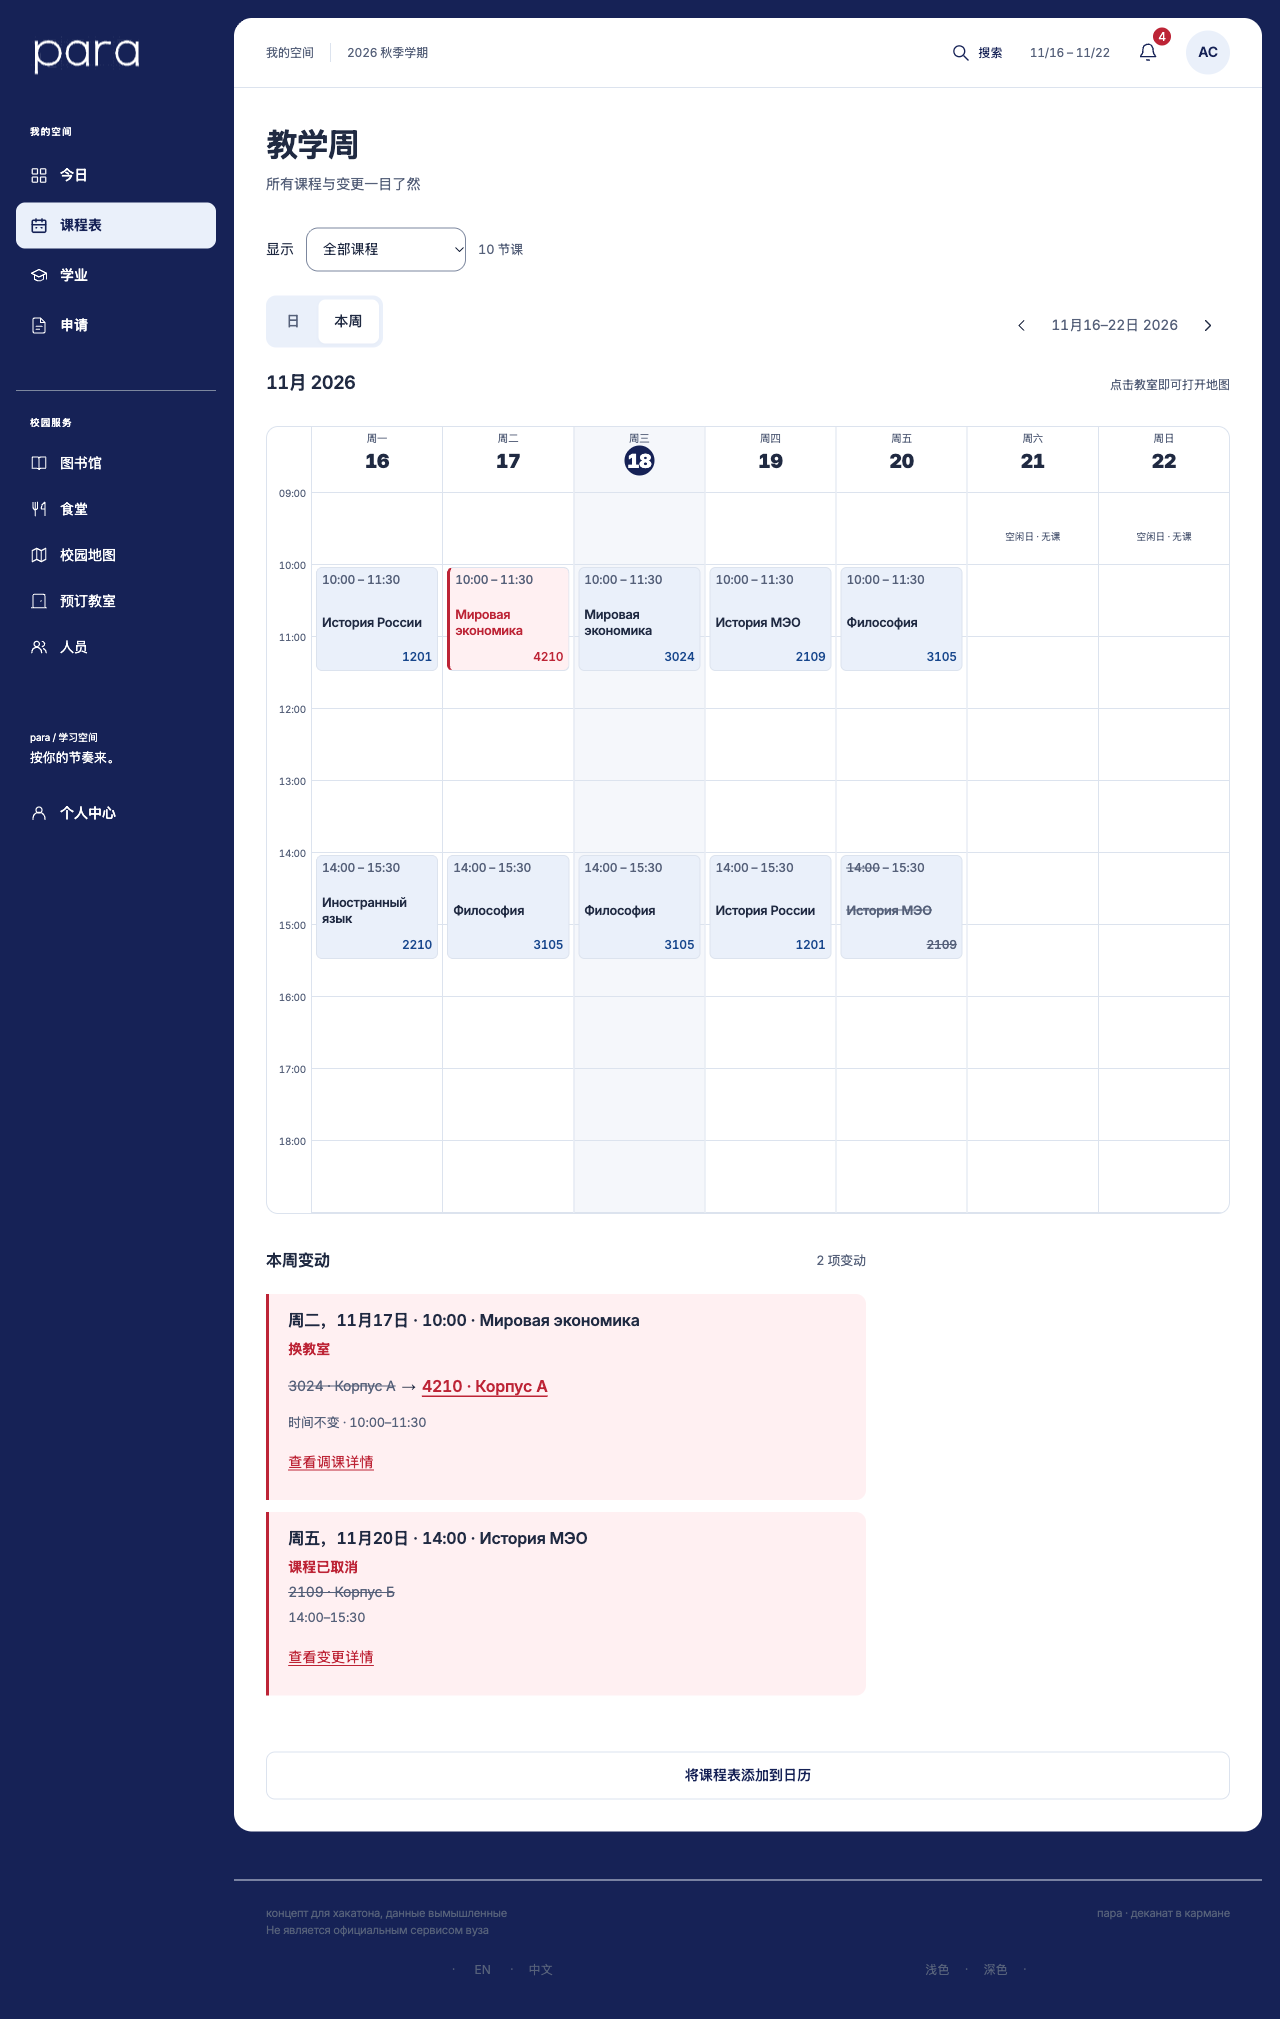 para
我的空间
今日
课程表
学业
申请
校园服务
图书馆
食堂
校园地图
预订教室
人员
para / 学习空间
按你的节奏来。
个人中心
我的空间
2026 秋季学期
搜索
11/16 – 11/22
4
AC
教学周
所有课程与变更一目了然
显示
全部课程
10 节课
日
本周
11月16–22日 2026
11月 2026
点击教室即可打开地图
周一
16
周二
17
周三
18
周四
19
周五
20
周六
21
周日
22
09:00
空闲日 · 无课
空闲日 · 无课
10:00
10:00 – 11:30
История России
1201
10:00 – 11:30
Мировая
экономика
4210
10:00 – 11:30
Мировая
экономика
3024
10:00 – 11:30
История МЭО
2109
10:00 – 11:30
Философия
3105
11:00
12:00
13:00
14:00
14:00 – 15:30
Иностранный
язык
2210
14:00 – 15:30
Философия
3105
14:00 – 15:30
Философия
3105
14:00 – 15:30
История России
1201
14:00 – 15:30
История МЭО
2109
15:00
16:00
17:00
18:00
本周变动
2 项变动
周二，11月17日 · 10:00 · Мировая экономика
换教室
3024 · Корпус А → 4210 · Корпус А
时间不变 · 10:00–11:30
查看调课详情
周五，11月20日 · 14:00 · История МЭО
课程已取消
2109 · Корпус Б
14:00–15:30
查看变更详情
将课程表添加到日历
концепт для хакатона, данные вымышленные
Не является официальным сервисом вуза
пара · деканат в кармане
· EN · 中文
浅色 · 深色 ·